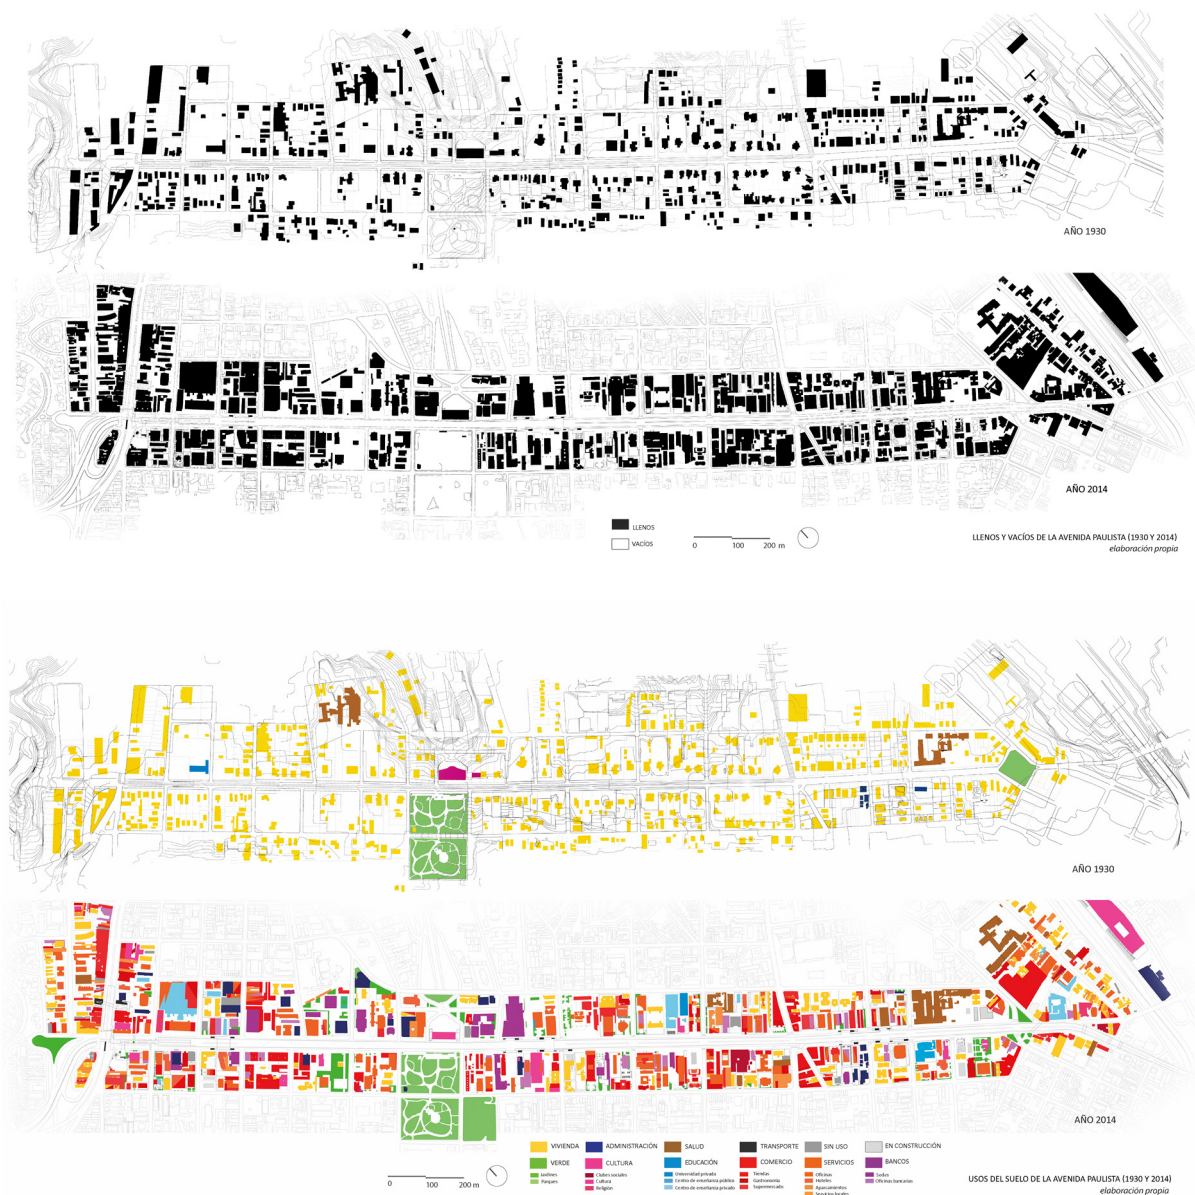 AÑO 1930
AÑO 2014
LLENOS
VACÍOS
0 100 200 m
LLENOS Y VACÍOS DE LA AVENIDA PAULISTA (1930 Y 2014)
elaboración propia
AÑO 1930
AÑO 2014
VIVIENDA ADMINISTRACIÓN SALUD TRANSPORTE SIN USO EN CONSTRUCCIÓN
VERDE CULTURA EDUCACIÓN COMERCIO SERVICIOS BANCOS
Jardines Clubes sociales Universidad privada Tiendas Oficinas Sedes
Parques Cultura Centro de enseñanza público Gastronomía Hoteles Oficinas bancarias
Religión Centro de enseñanza privado Supermercado Aparcamientos
Servicios locales
0 100 200 m
USOS DEL SUELO DE LA AVENIDA PAULISTA (1930 Y 2014)
elaboración propia